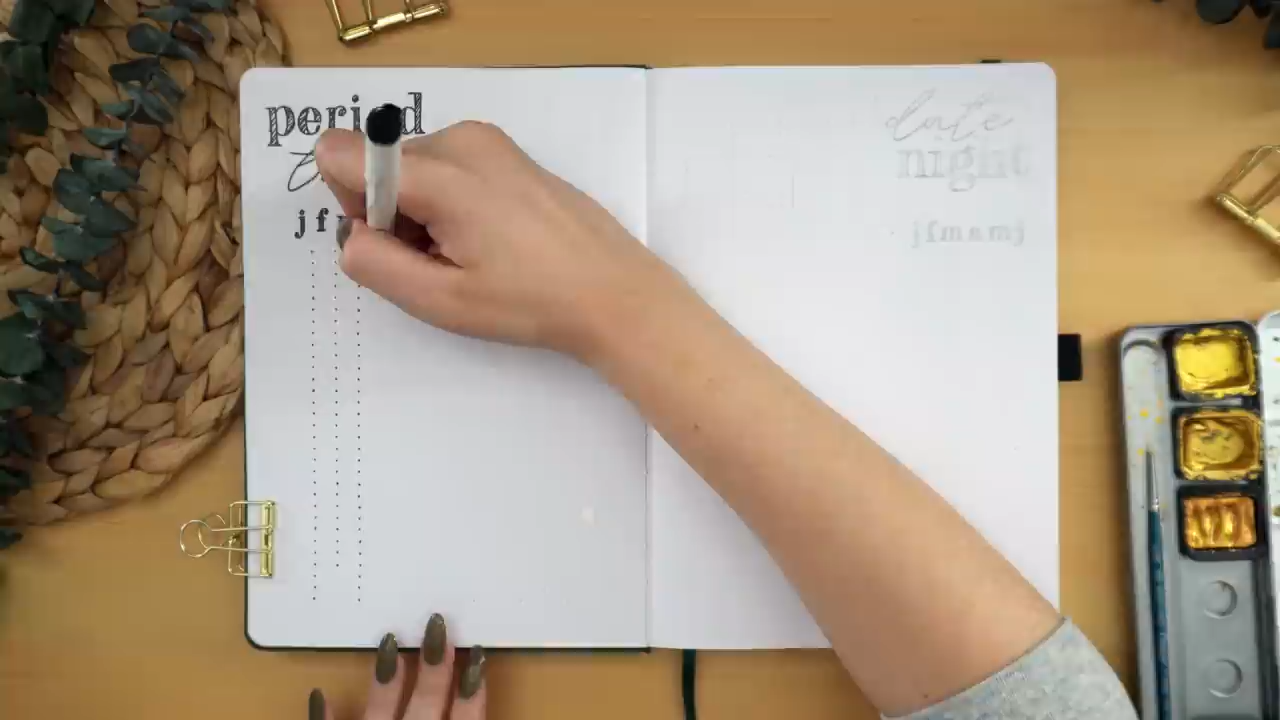 period
j f
date
night
j f m a m j